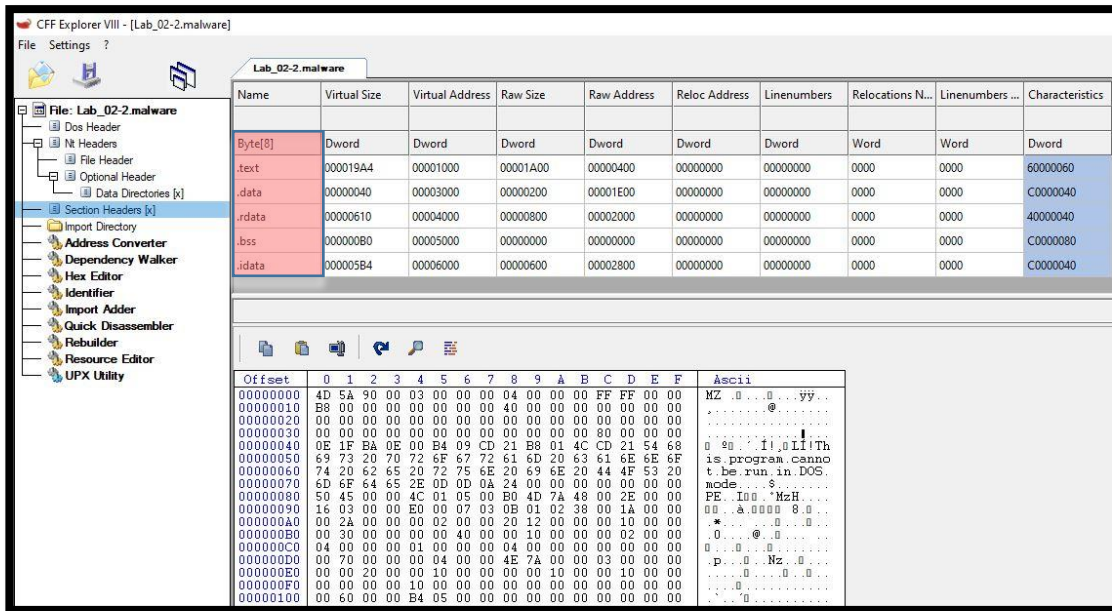 CFF Explorer VIII - [Lab_02-2.malware]
File Settings ?
Lab_02-2.malware
File: Lab_02-2.malware
Dos Header
Nt Headers
File Header
Optional Header
Data Directories [x]
Section Headers [x]
Import Directory
Address Converter
Dependency Walker
Hex Editor
Identifier
Import Adder
Quick Disassembler
Rebuilder
Resource Editor
UPX Utility
Name Virtual Size Virtual Address Raw Size Raw Address Reloc Address Linenumbers Relocations N... Linenumbers ... Characteristics
Byte[8] Dword Dword Dword Dword Dword Dword Word Word Dword
.text 000019A4 00001000 00001A00 00000400 00000000 00000000 0000 0000 60000060
.data 00000040 00003000 00000200 00001E00 00000000 00000000 0000 0000 C0000040
.rdata 00000610 00004000 00000800 00002000 00000000 00000000 0000 0000 40000040
.bss 000000B0 00005000 00000000 00000000 00000000 00000000 0000 0000 C0000080
.idata 000005B4 00006000 00000600 00002800 00000000 00000000 0000 0000 C0000040
Offset 0 1 2 3 4 5 6 7 8 9 A B C D E F Ascii
00000000 4D 5A 90 00 03 00 00 00 04 00 00 00 FF FF 00 00 MZ ....ÿÿ..
00000010 B8 00 00 00 00 00 00 00 40 00 00 00 00 00 00 00 ¸.......@.......
00000020 00 00 00 00 00 00 00 00 00 00 00 00 00 00 00 00 ................
00000030 00 00 00 00 00 00 00 00 00 00 00 00 80 00 00 00
00000040 0E 1F BA 0E 00 B4 09 CD 21 B8 01 4C CD 21 54 68 º .´.Í!¸ LÍ!Th
00000050 69 73 20 70 72 6F 67 72 61 6D 20 63 61 6E 6E 6F is.program.canno
00000060 74 20 62 65 20 72 75 6E 20 69 6E 20 44 4F 53 20 t.be.run.in.DOS.
00000070 6D 6F 64 65 2E 0D 0D 0A 24 00 00 00 00 00 00 00 mode....$.......
00000080 50 45 00 00 4C 01 05 00 B0 4D 7A 48 00 2E 00 00 PE..L .°MzH....
00000090 16 03 00 00 E0 00 07 03 0B 01 02 38 00 1A 00 00 ..à. 8. ..
000000A0 00 2A 00 00 00 02 00 00 20 12 00 00 00 10 00 00 .*...
000000B0 00 30 00 00 00 00 40 00 00 10 00 00 00 02 00 00 .0....@..
000000C0 04 00 00 00 01 00 00 00 04 00 00 00 00 00 00 00
000000D0 00 70 00 00 00 04 00 00 4E 7A 00 00 03 00 00 00 .p... ..Nz..
000000E0 00 00 20 00 00 10 00 00 00 00 10 00 00 10 00 00
000000F0 00 00 00 00 10 00 00 00 00 00 00 00 00 00 00 00
00000100 00 60 00 00 B4 05 00 00 00 00 00 00 00 00 00 00 .`..´